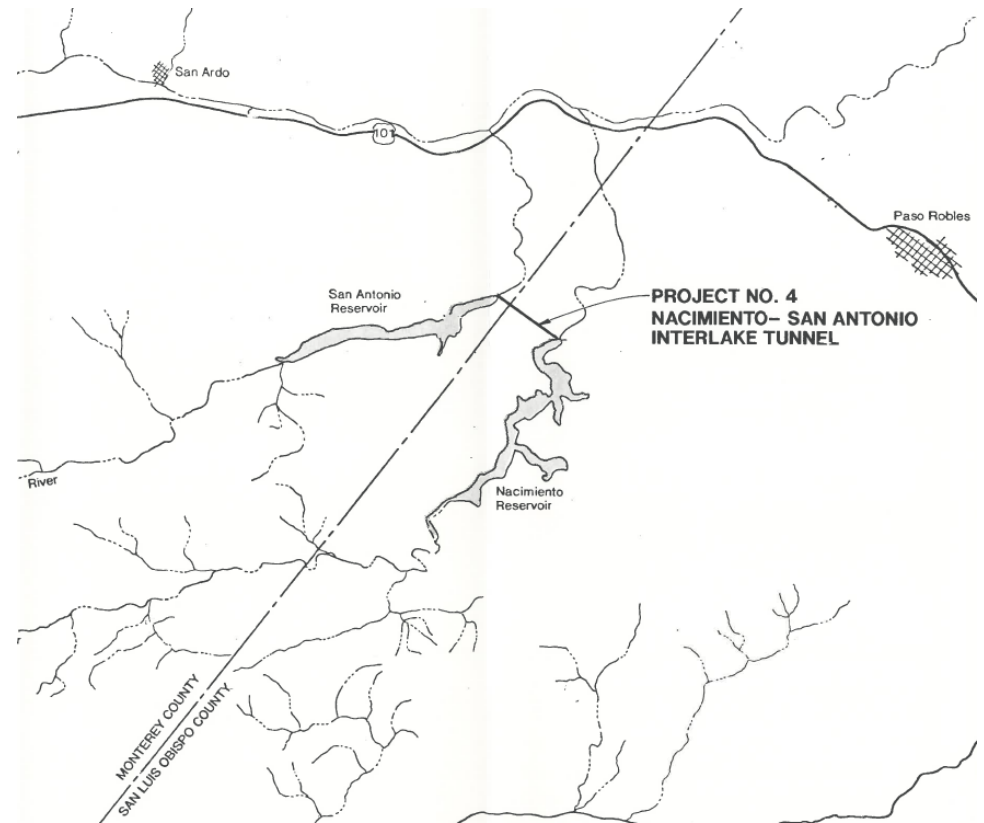 San Ardo
101
Paso Robles
San Antonio
Reservoir
PROJECT NO. 4
NACIMIENTO- SAN ANTONIO
INTERLAKE TUNNEL
River
Nacimiento
Reservoir
MONTEREY COUNTY
SAN LUIS OBISPO COUNTY